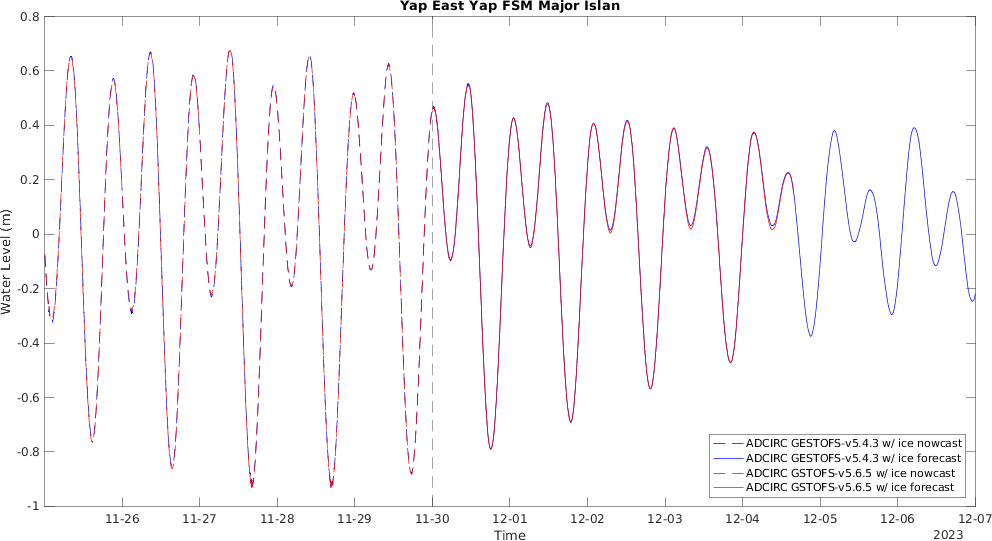 Yap East Yap FSM Major Islan
0.8
0.6
0.4
0.2
0
-0.2
-0.4
-0.6
-0.8
-1
Water Level (m)
ADCIRC GESTOFS-v5.4.3 w/ ice nowcast
ADCIRC GESTOFS-v5.4.3 w/ ice forecast
ADCIRC GSTOFS-v5.6.5 w/ ice nowcast
ADCIRC GSTOFS-v5.6.5 w/ ice forecast
11-26 11-27 11-28 11-29 11-30 12-01 12-02 12-03 12-04 12-05 12-06 12-07
Time
2023